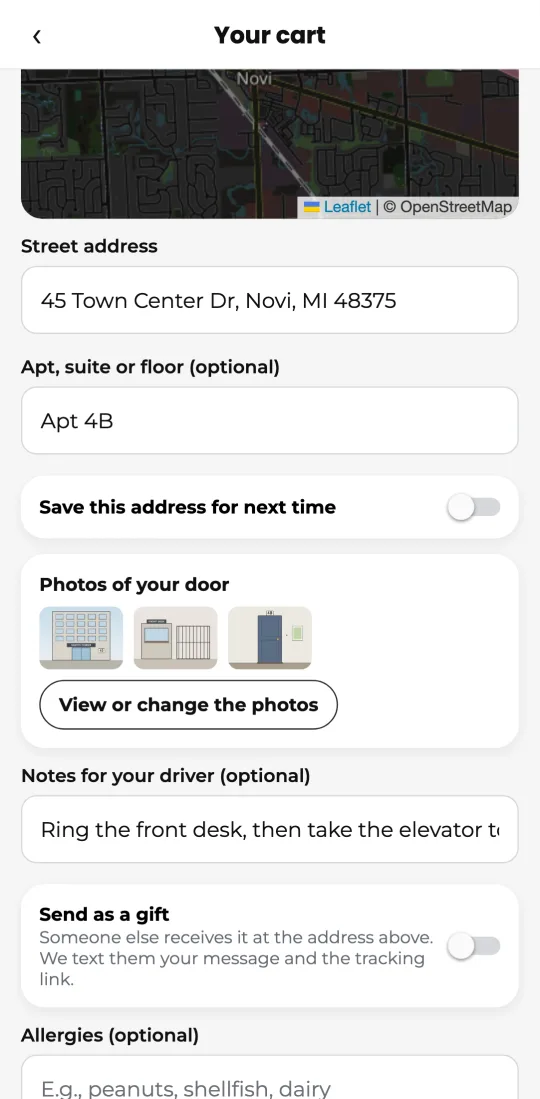 Your cart
Novi
Leaflet | © OpenStreetMap
Street address
45 Town Center Dr, Novi, MI 48375
Apt, suite or floor (optional)
Apt 4B
Save this address for next time
Photos of your door
4B
View or change the photos
Notes for your driver (optional)
Ring the front desk, then take the elevator
Send as a gift
Someone else receives it at the address above.
We text them your message and the tracking
link.
Allergies (optional)
E.g., peanuts, shellfish, dairy